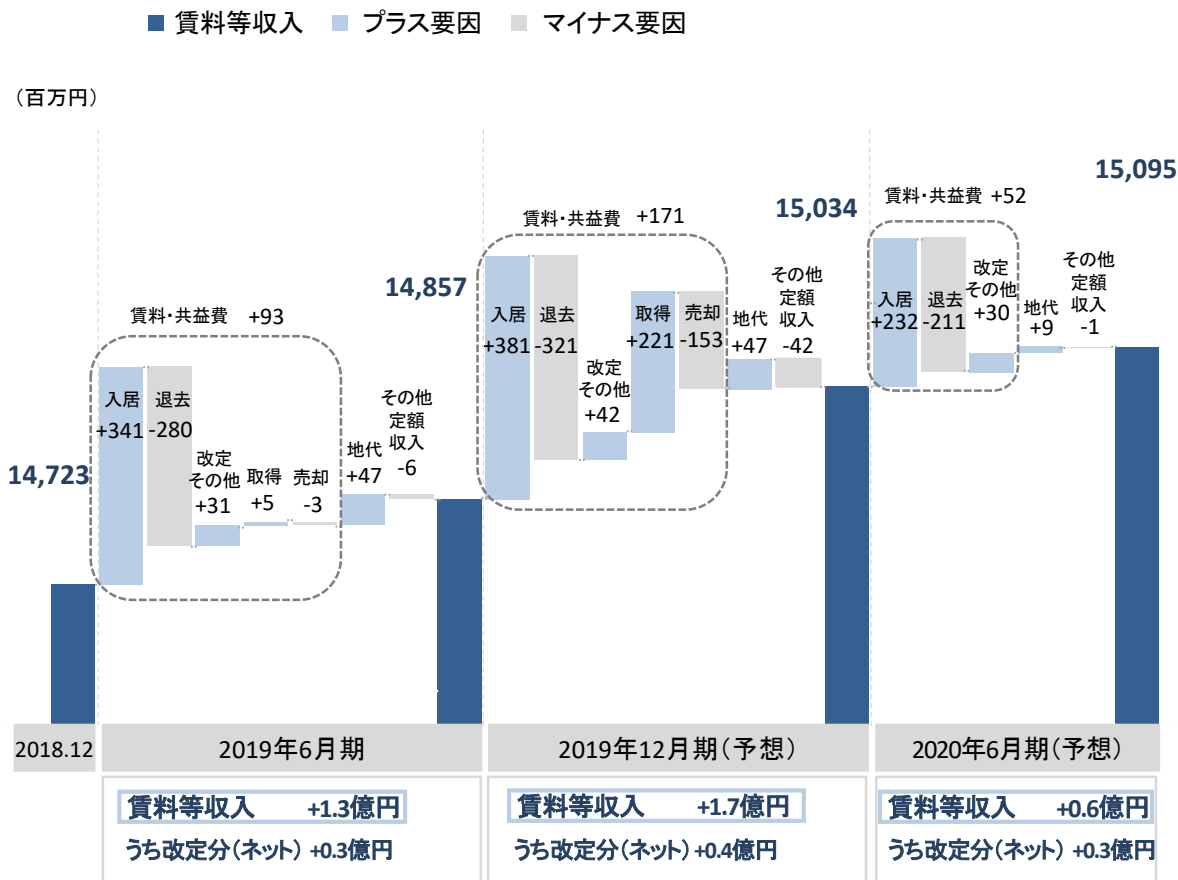 ■ 賃料等収入 ■ プラス要因 ■ マイナス要因
（百万円）
14,723
賃料・共益費 +93
入居
+341
退去
-280
改定
その他
+31
取得
+5
売却
-3
地代
+47
その他
定額
収入
-6
14,857
賃料・共益費 +171
入居
+381
退去
-321
改定
その他
+42
取得
+221
売却
-153
地代
+47
その他
定額
収入
-42
15,034
賃料・共益費 +52
入居
+232
退去
-211
改定
その他
+30
地代
+9
その他
定額
収入
-1
15,095
2018.12
2019年6月期
2019年12月期（予想）
2020年6月期（予想）
賃料等収入 +1.3億円
うち改定分（ネット） +0.3億円
賃料等収入 +1.7億円
うち改定分（ネット） +0.4億円
賃料等収入 +0.6億円
うち改定分（ネット） +0.3億円